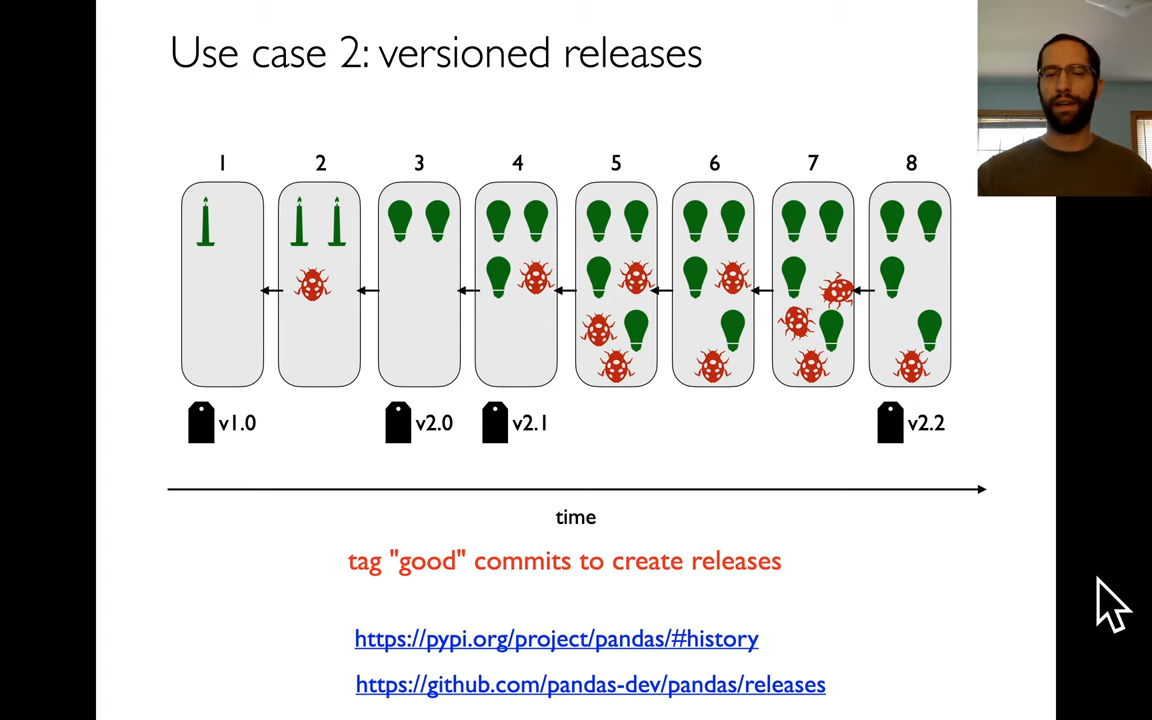 Use case 2: versioned releases
1 2 3 4 5 6 7 8
v1.0 v2.0 v2.1 v2.2
time
tag "good" commits to create releases
https://pypi.org/project/pandas/#history
https://github.com/pandas-dev/pandas/releases